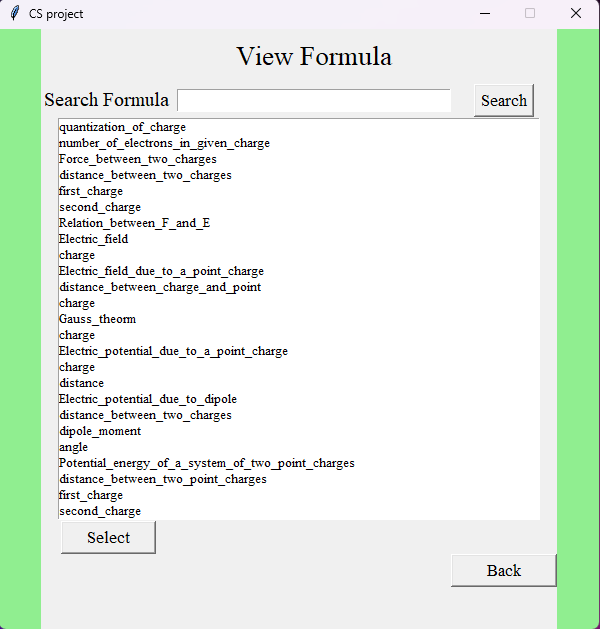 CS project
View Formula
Search Formula Search
quantization_of_charge
number_of_electrons_in_given_charge
Force_between_two_charges
distance_between_two_charges
first_charge
second_charge
Relation_between_F_and_E
Electric_field
charge
Electric_field_due_to_a_point_charge
distance_between_charge_and_point
charge
Gauss_theorm
charge
Electric_potential_due_to_a_point_charge
charge
distance
Electric_potential_due_to_dipole
distance_between_two_charges
dipole_moment
angle
Potential_energy_of_a_system_of_two_point_charges
distance_between_two_point_charges
first_charge
second_charge
Select
Back